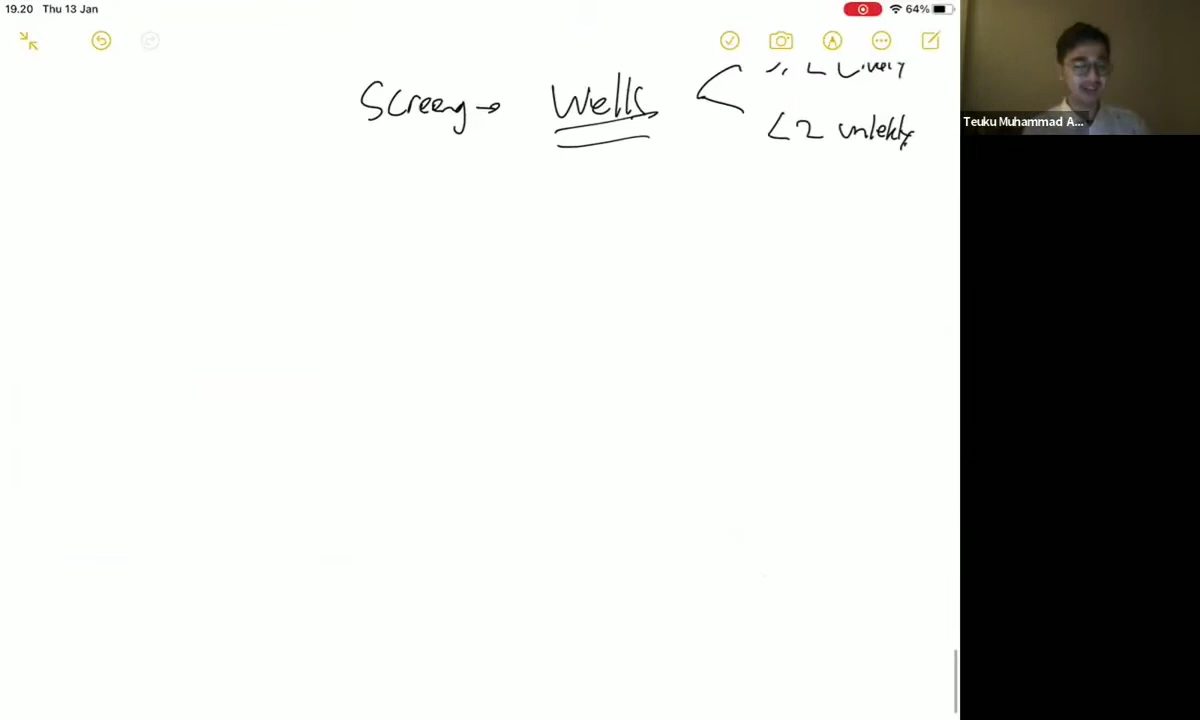 19.20 Thu 13 Jan
64%
Screeng → Wells
< 2 unlikely
Teuku Muhammad A...